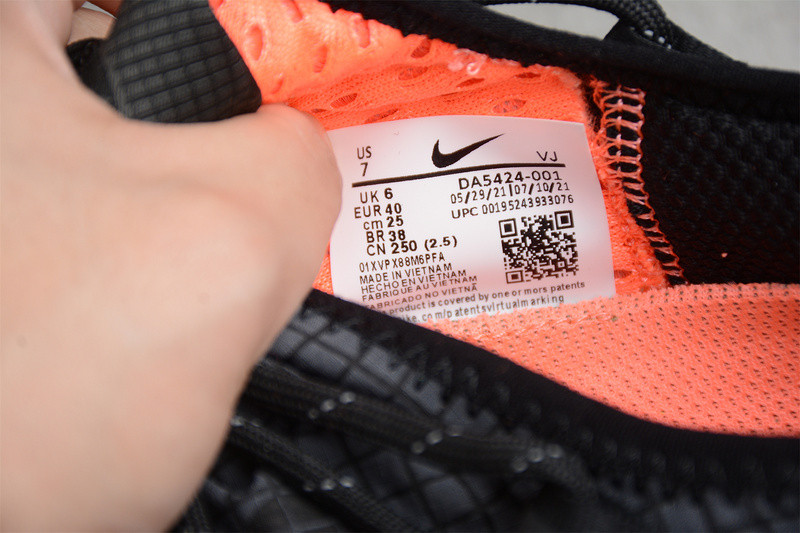 US
7
VJ
UK 6
EUR 40
cm 25
BR 38
CN 250 (2.5)
DA5424-001
05/29/21|07/10/21
UPC 00195243933076
01XVPX88M6PFA
MADE IN VIETNAM
HECHO EN VIETNAM
FABRIQUE AU VIETNAM
FABRICADO NO VIETNÃ
product is covered by one or more patents
.com/patentsvirtualmarking